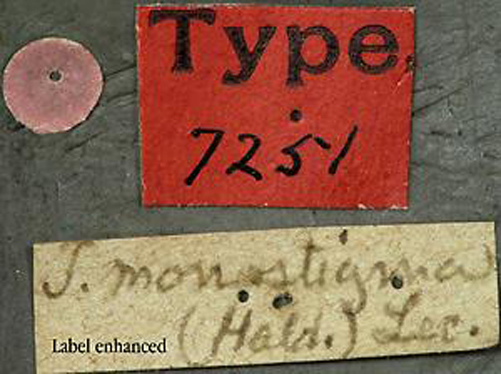 Type.
7251
S. monostigma
(Hald.) Lec.
Label enhanced